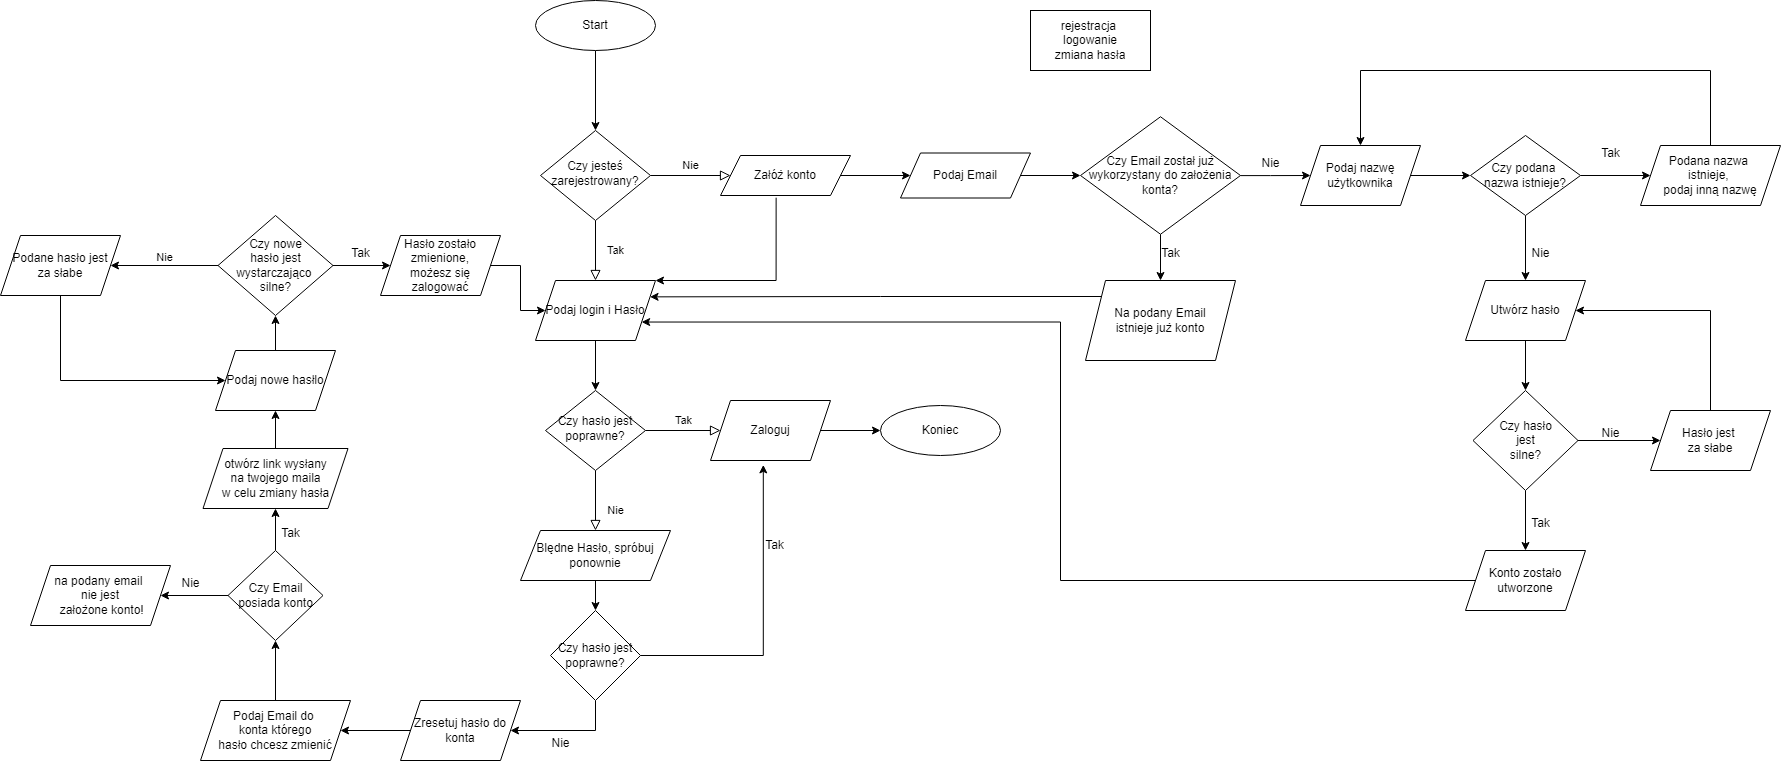 Start
rejestracja
logowanie
zmiana hasła
Czy jesteś
zarejestrowany?
Nie
Tak
Załóż konto
Podaj Email
Czy Email został już
wykorzystany do założenia
konta?
Nie
Tak
Podaj nazwę
użytkownika
Czy podana
nazwa istnieje?
Tak
Nie
Podana nazwa
istnieje,
podaj inną nazwę
Podane hasło jest
za słabe
Nie
Czy nowe
hasło jest
wystarczająco
silne?
Tak
Hasło zostało
zmienione,
możesz się
zalogować
Podaj login i Hasło
Na podany Email
istnieje już konto
Utwórz hasło
Podaj nowe hasłlo
Czy hasło jest
poprawne?
Tak
Nie
Zaloguj
Koniec
Czy hasło
jest
silne?
Nie
Tak
Hasło jest
za słabe
otwórz link wysłany
na twojego maila
w celu zmiany hasła
Tak
Błędne Hasło, spróbuj
ponownie
Tak
Konto zostało
utworzone
na podany email
nie jest
założone konto!
Nie
Czy Email
posiada konto
Czy hasło jest
poprawne?
Nie
Podaj Email do
konta którego
hasło chcesz zmienić
Zresetuj hasło do
konta